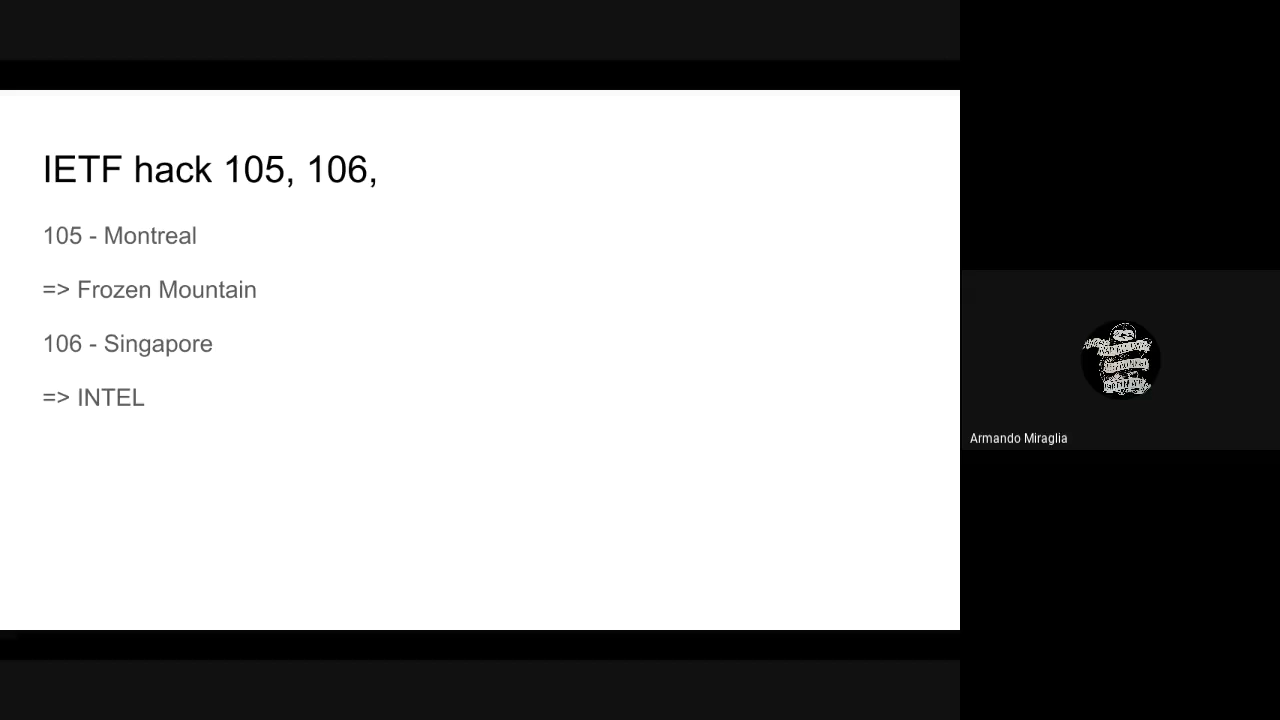 IETF hack 105, 106,
105 - Montreal
=> Frozen Mountain
106 - Singapore
=> INTEL
Armando Miraglia